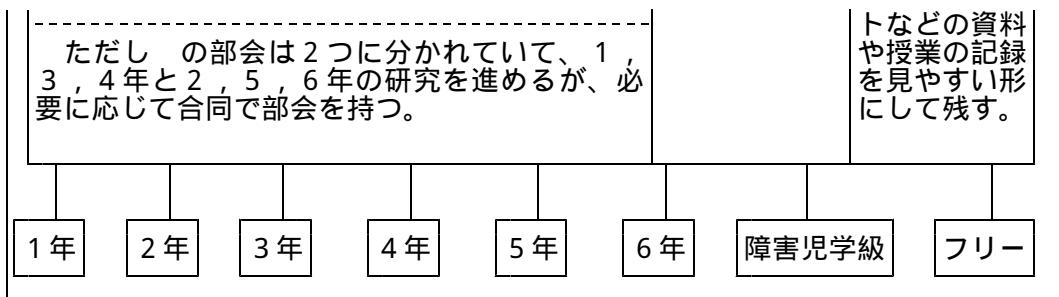 ただし　の部会は２つに分かれていて、１，
３，４年と２，５，６年の研究を進めるが、必
要に応じて合同で部会を持つ。
トなどの資料
や授業の記録
を見やすい形
にして残す。
１年
２年
３年
４年
５年
６年
障害児学級
フリー